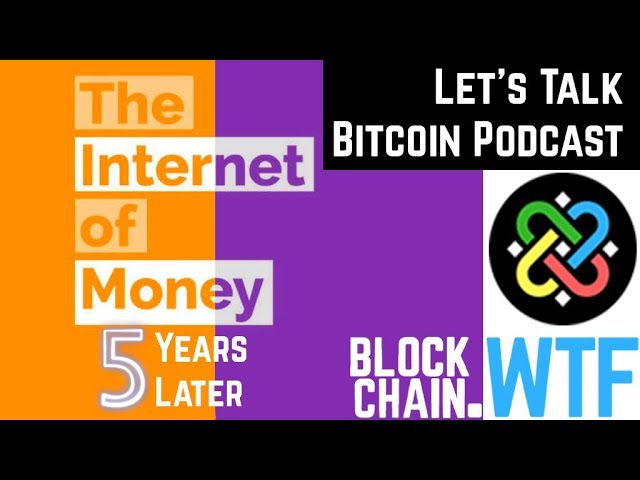 The
Internet
of
Money
5 Years
Later
Let's Talk
Bitcoin Podcast
BLOCK
CHAIN.
WTF